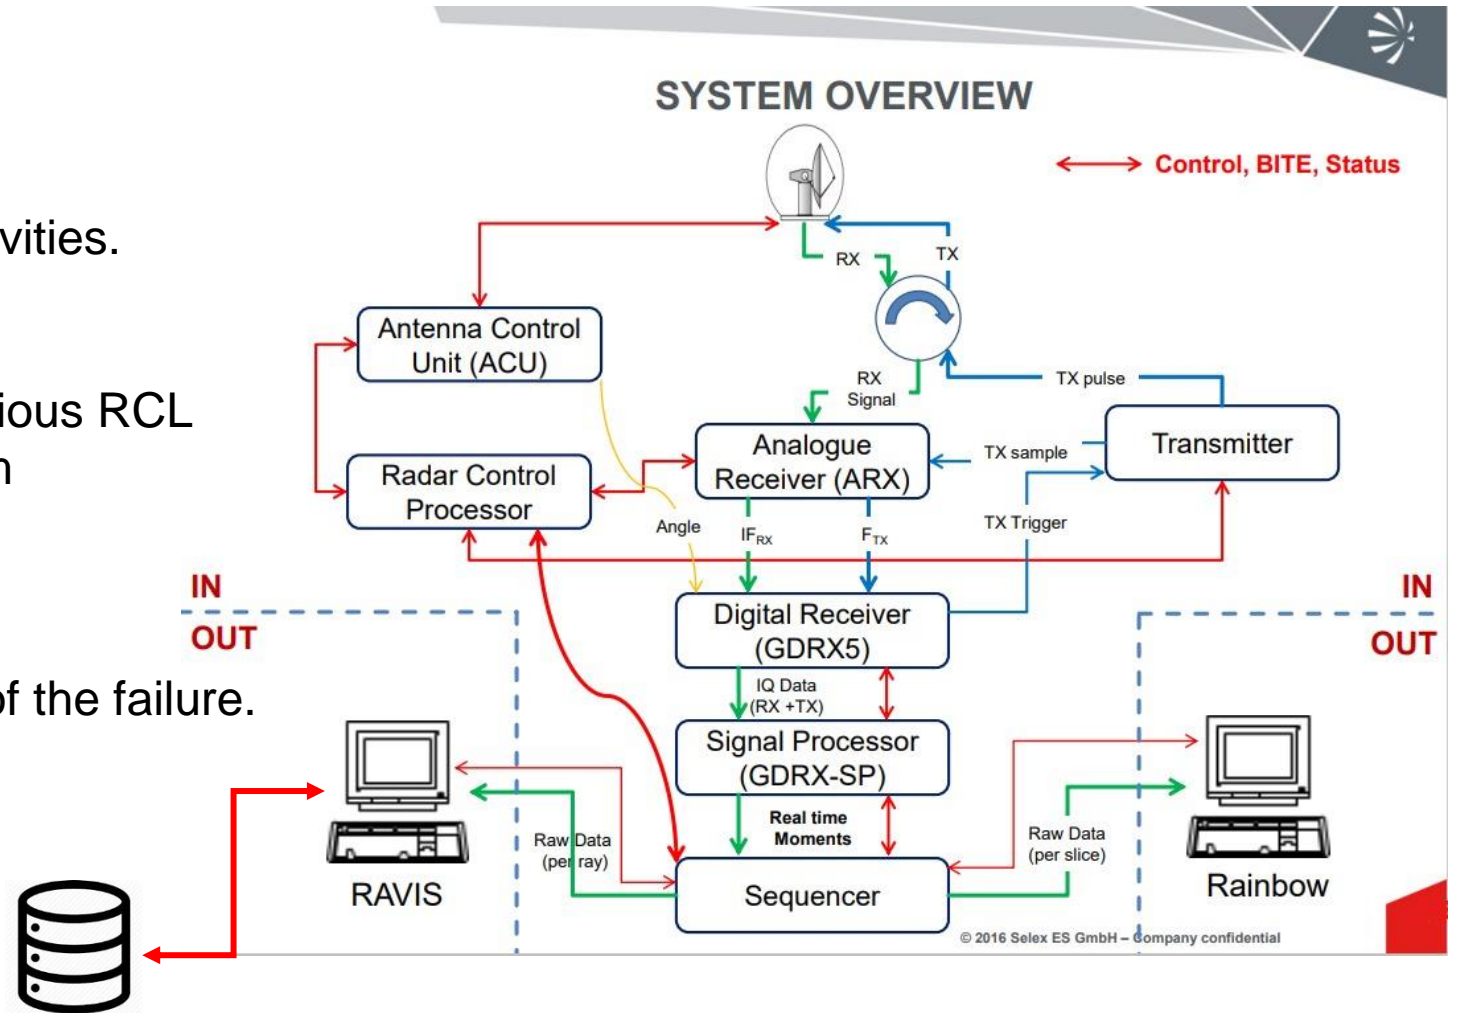 SYSTEM OVERVIEW
Control, BITE, Status
vities.
RX
TX
Antenna Control
Unit (ACU)
RX
Signal
TX pulse
ious RCL
Analogue
Receiver (ARX)
TX sample
Transmitter
Radar Control
Processor
Angle
IFRX
FTX
TX Trigger
IN
IN
OUT
OUT
Digital Receiver
(GDRX5)
of the failure.
IQ Data
(RX +TX)
Signal Processor
(GDRX-SP)
Real time
Moments
Raw Data
(per ray)
Raw Data
(per slice)
RAVIS
Sequencer
Rainbow
© 2016 Selex ES GmbH – Company confidential